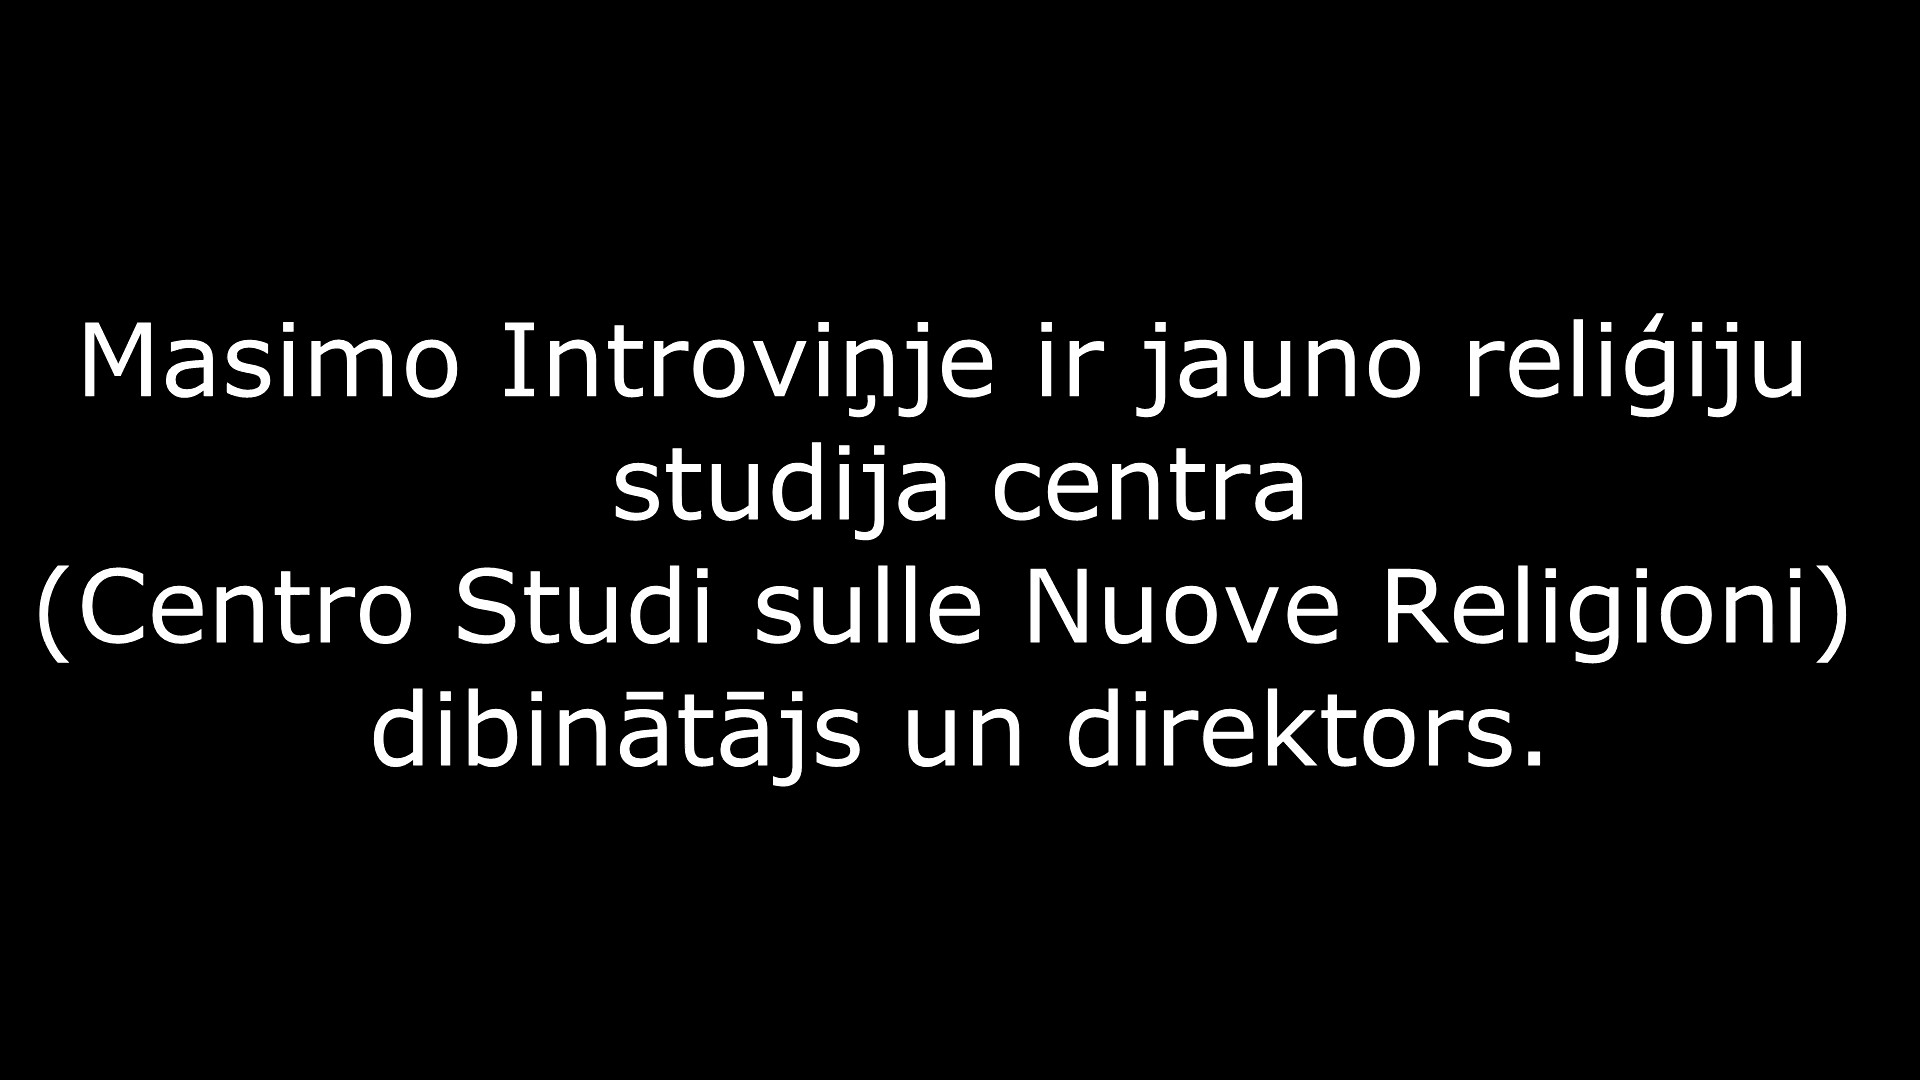 Masimo Introviņje ir jauno reliģiju
studija centra
(Centro Studi sulle Nuove Religioni)
dibinātājs un direktors.